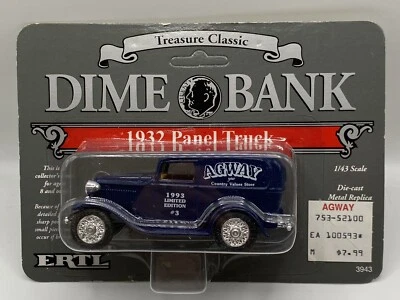 Treasure Classic
DIME BANK
1932 Panel Truck
1/43 Scale
Die-cast
Metal Replica
AGWAY
your
Country Values Store
1993
LIMITED
EDITION
#3
AGWAY
753-52100
EA 100593*
M $7.99
ERTL
3943